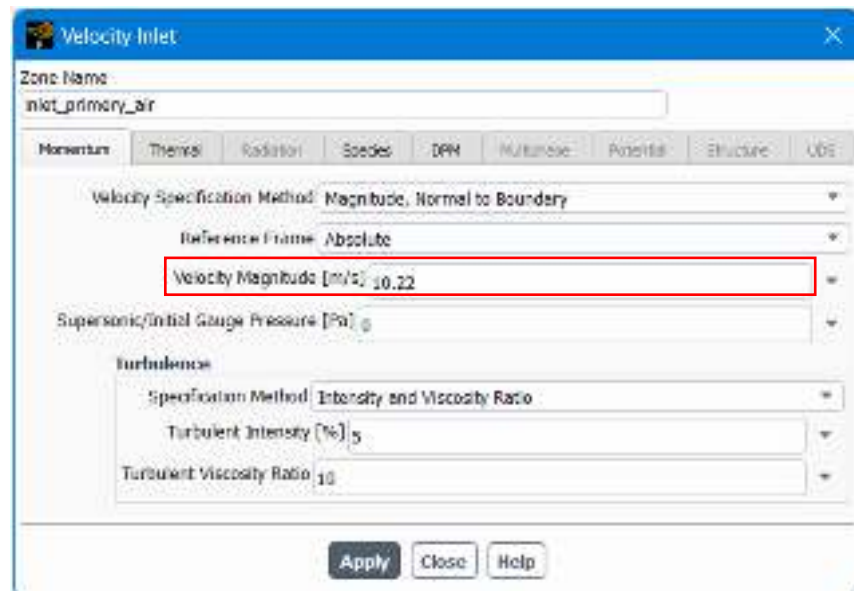 Velocity Inlet
Zone Name
inlet_primary_air
Momentum Thermal Radiation Species DPM Multiphase Potential Structure UDS
Velocity Specification Method Magnitude, Normal to Boundary
Reference Frame Absolute
Velocity Magnitude [m/s] 10.22
Supersonic/Initial Gauge Pressure [Pa] 0
Turbulence
Specification Method Intensity and Viscosity Ratio
Turbulent Intensity [%] 5
Turbulent Viscosity Ratio 10
Apply Close Help